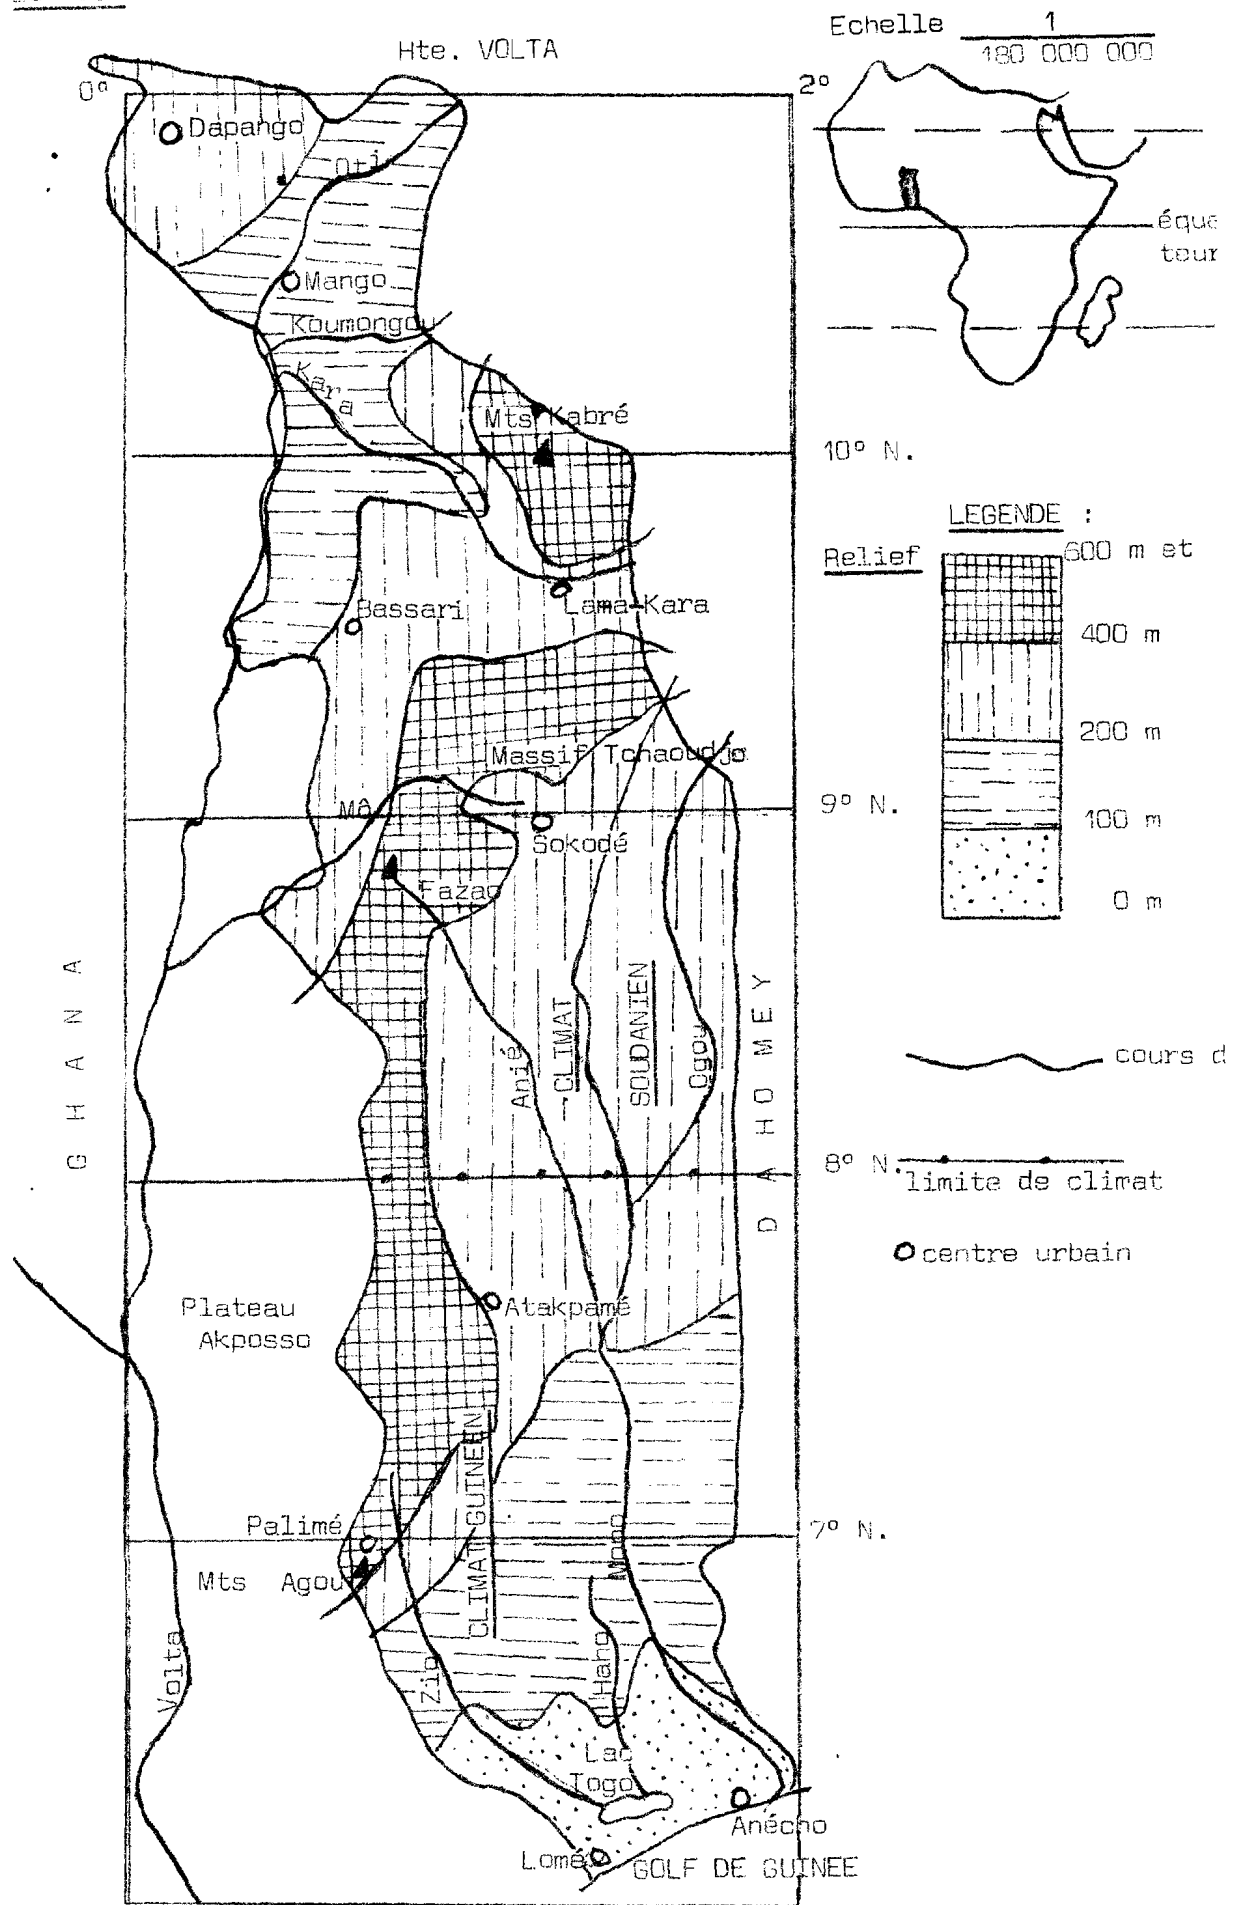 Echelle 1
180 000 000
Hte. VOLTA
0°
2°
Dapango
Oti
équa
teur
Mango
Koumongou
Kara
Mts Kabré
10° N.
LEGENDE :
Relief
600 m et
400 m
200 m
100 m
0 m
Bassari
Lama-Kara
Massif Tchaoudjo
Mô
9° N.
Sokodé
Fazao
GHANA
DAHOMEY
CLIMAT
SOUDANIEN
Anié
Ogou
cours d
8° N.
limite de climat
centre urbain
Plateau
Akposso
Atakpamé
CLIMAT GUINEEN
Palimé
7° N.
Mts Agou
Mono
Volta
Zio
Haho
Lac
Togo
Anécho
Lomé
GOLF DE GUINEE